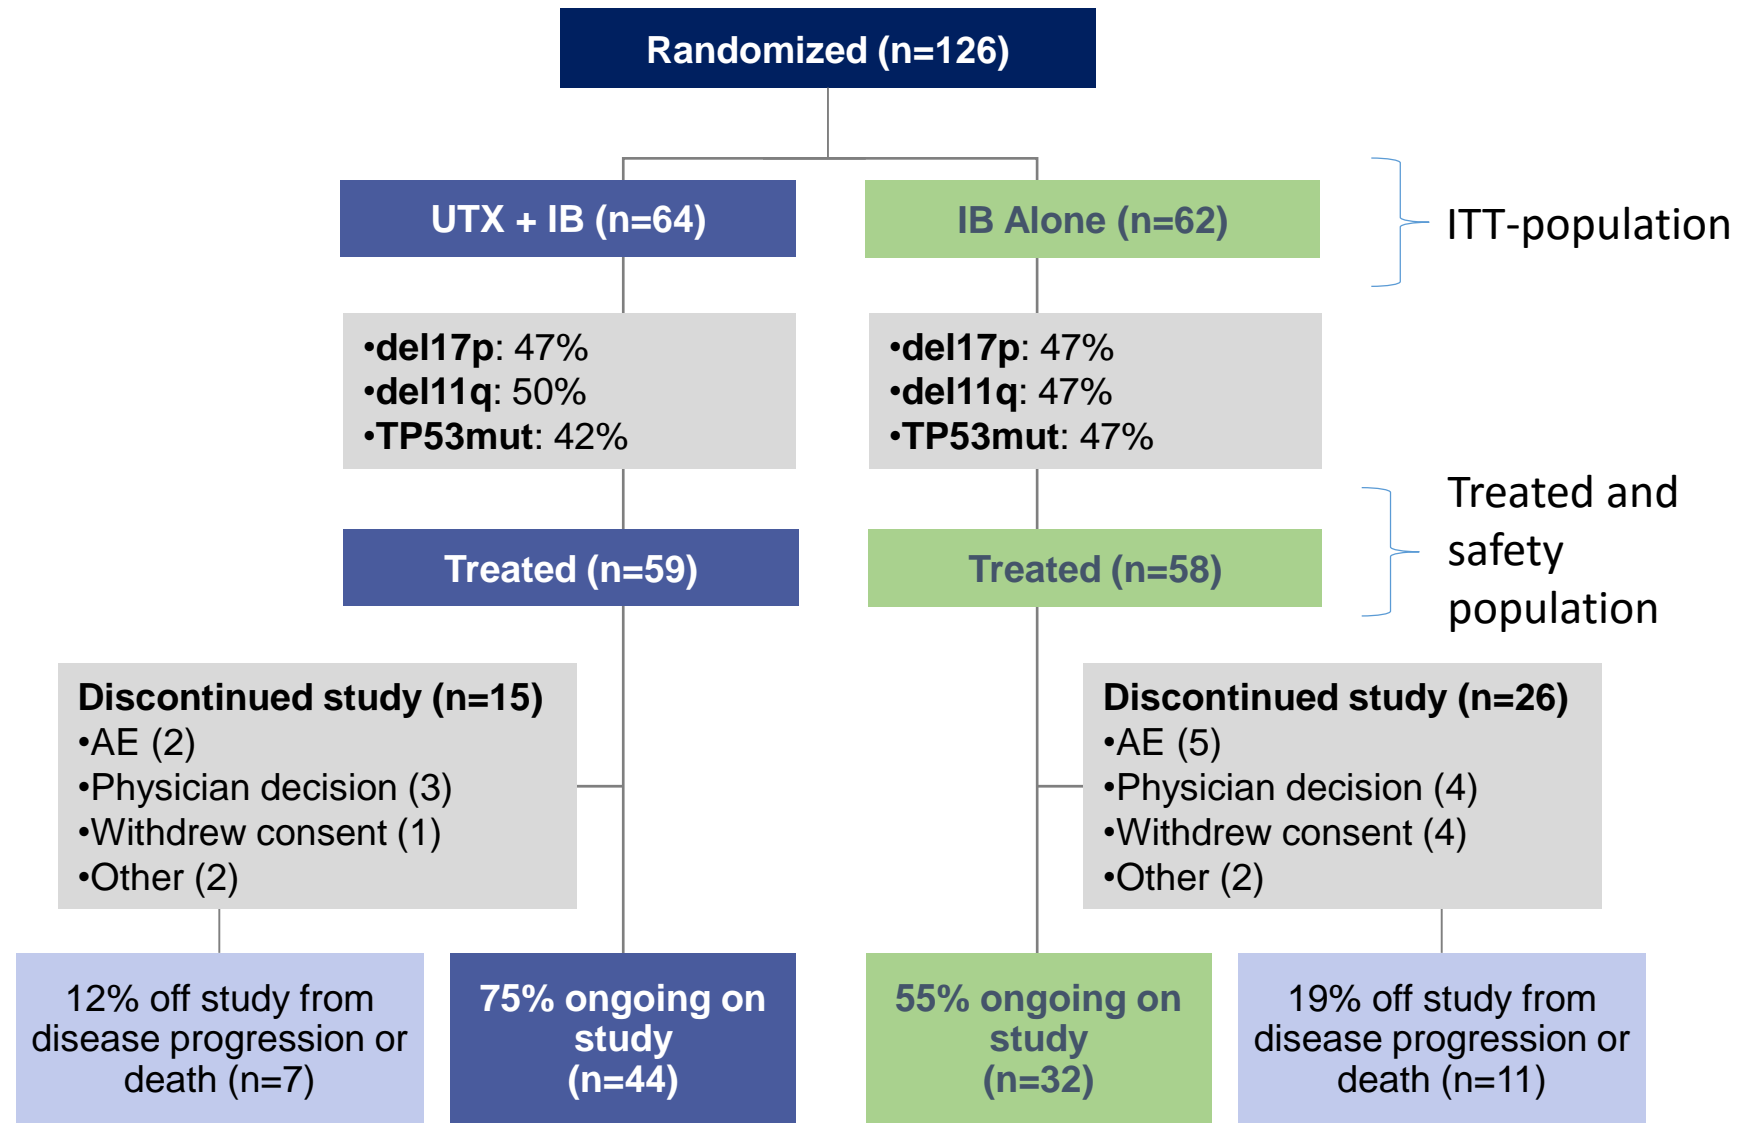 Randomized (n=126)
UTX + IB (n=64)
IB Alone (n=62)
ITT-population
•del17p: 47%
•del11q: 50%
•TP53mut: 42%
•del17p: 47%
•del11q: 47%
•TP53mut: 47%
Treated (n=59)
Treated (n=58)
Treated and
safety
population
Discontinued study (n=15)
•AE (2)
•Physician decision (3)
•Withdrew consent (1)
•Other (2)
Discontinued study (n=26)
•AE (5)
•Physician decision (4)
•Withdrew consent (4)
•Other (2)
12% off study from
disease progression or
death (n=7)
75% ongoing on
study
(n=44)
55% ongoing on
study
(n=32)
19% off study from
disease progression or
death (n=11)